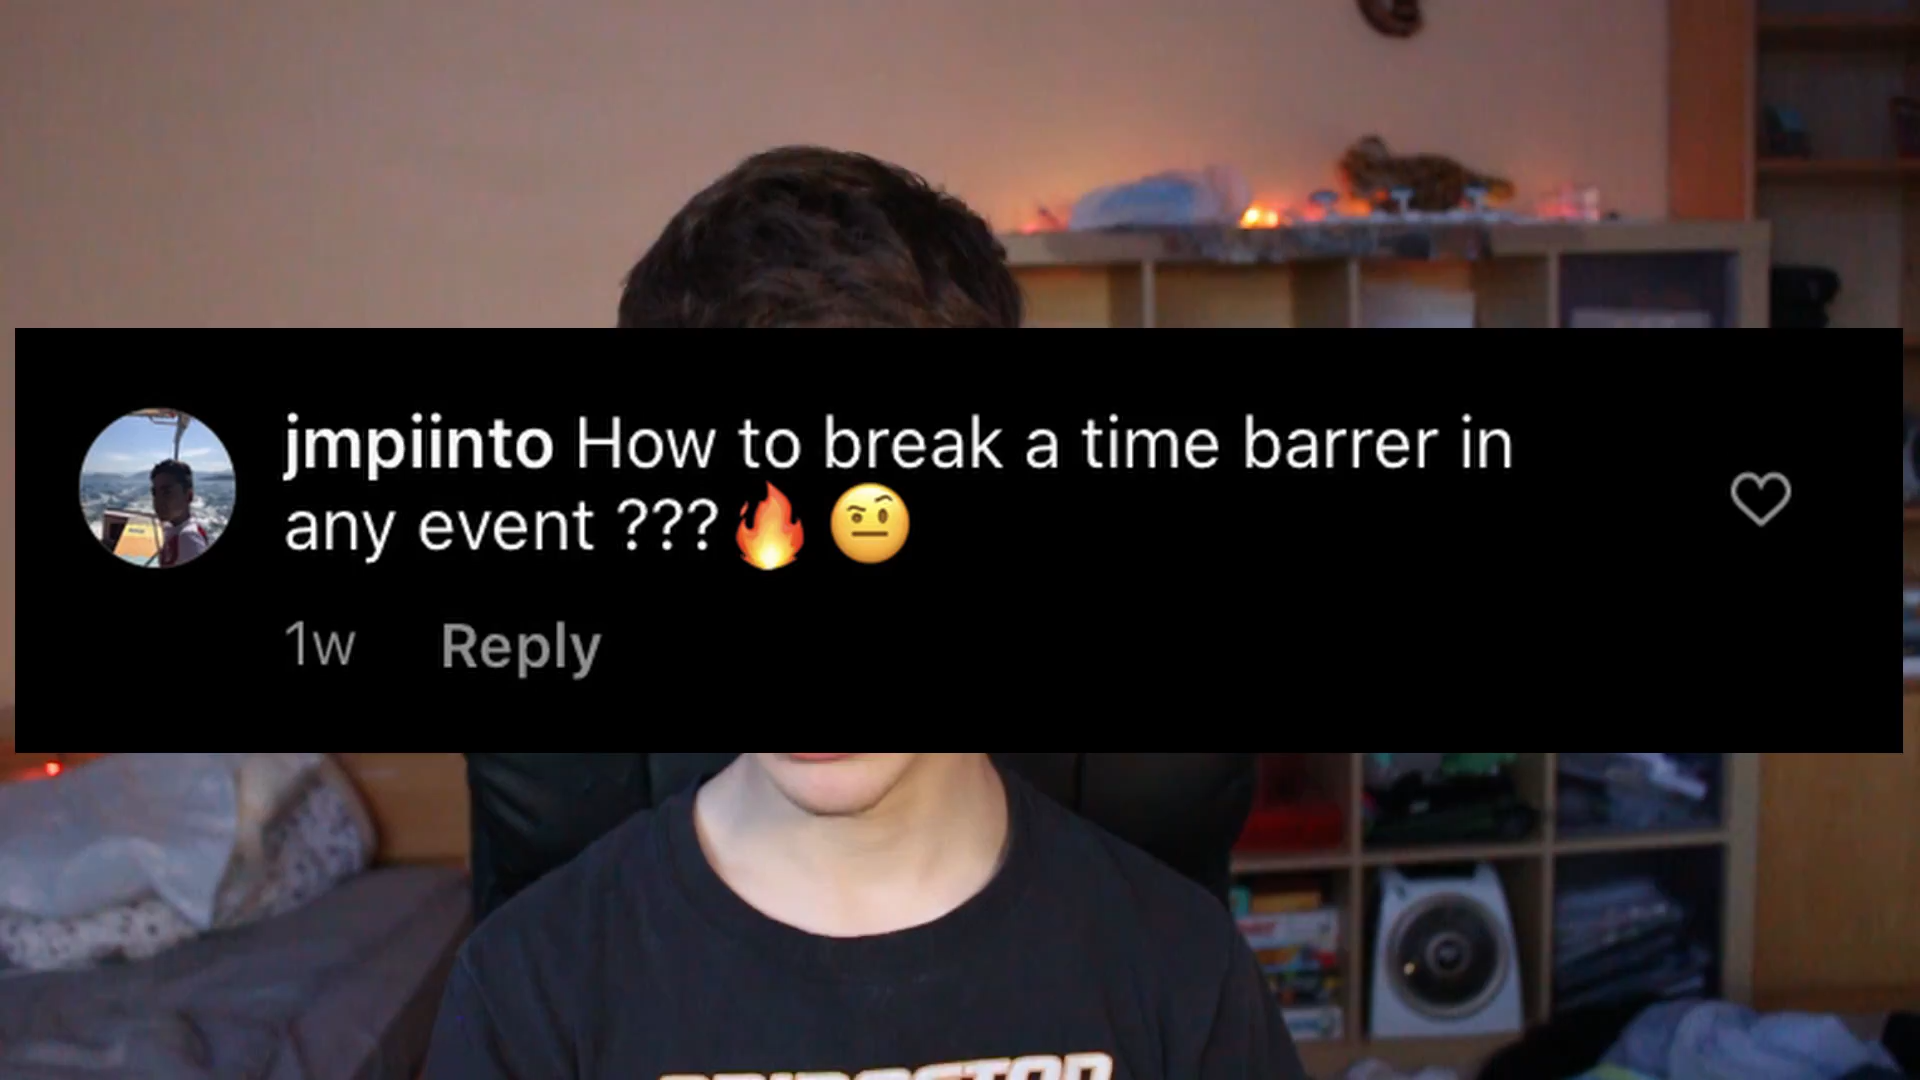 jmpiinto How to break a time barrer in
any event ???🔥 🤨
1w Reply